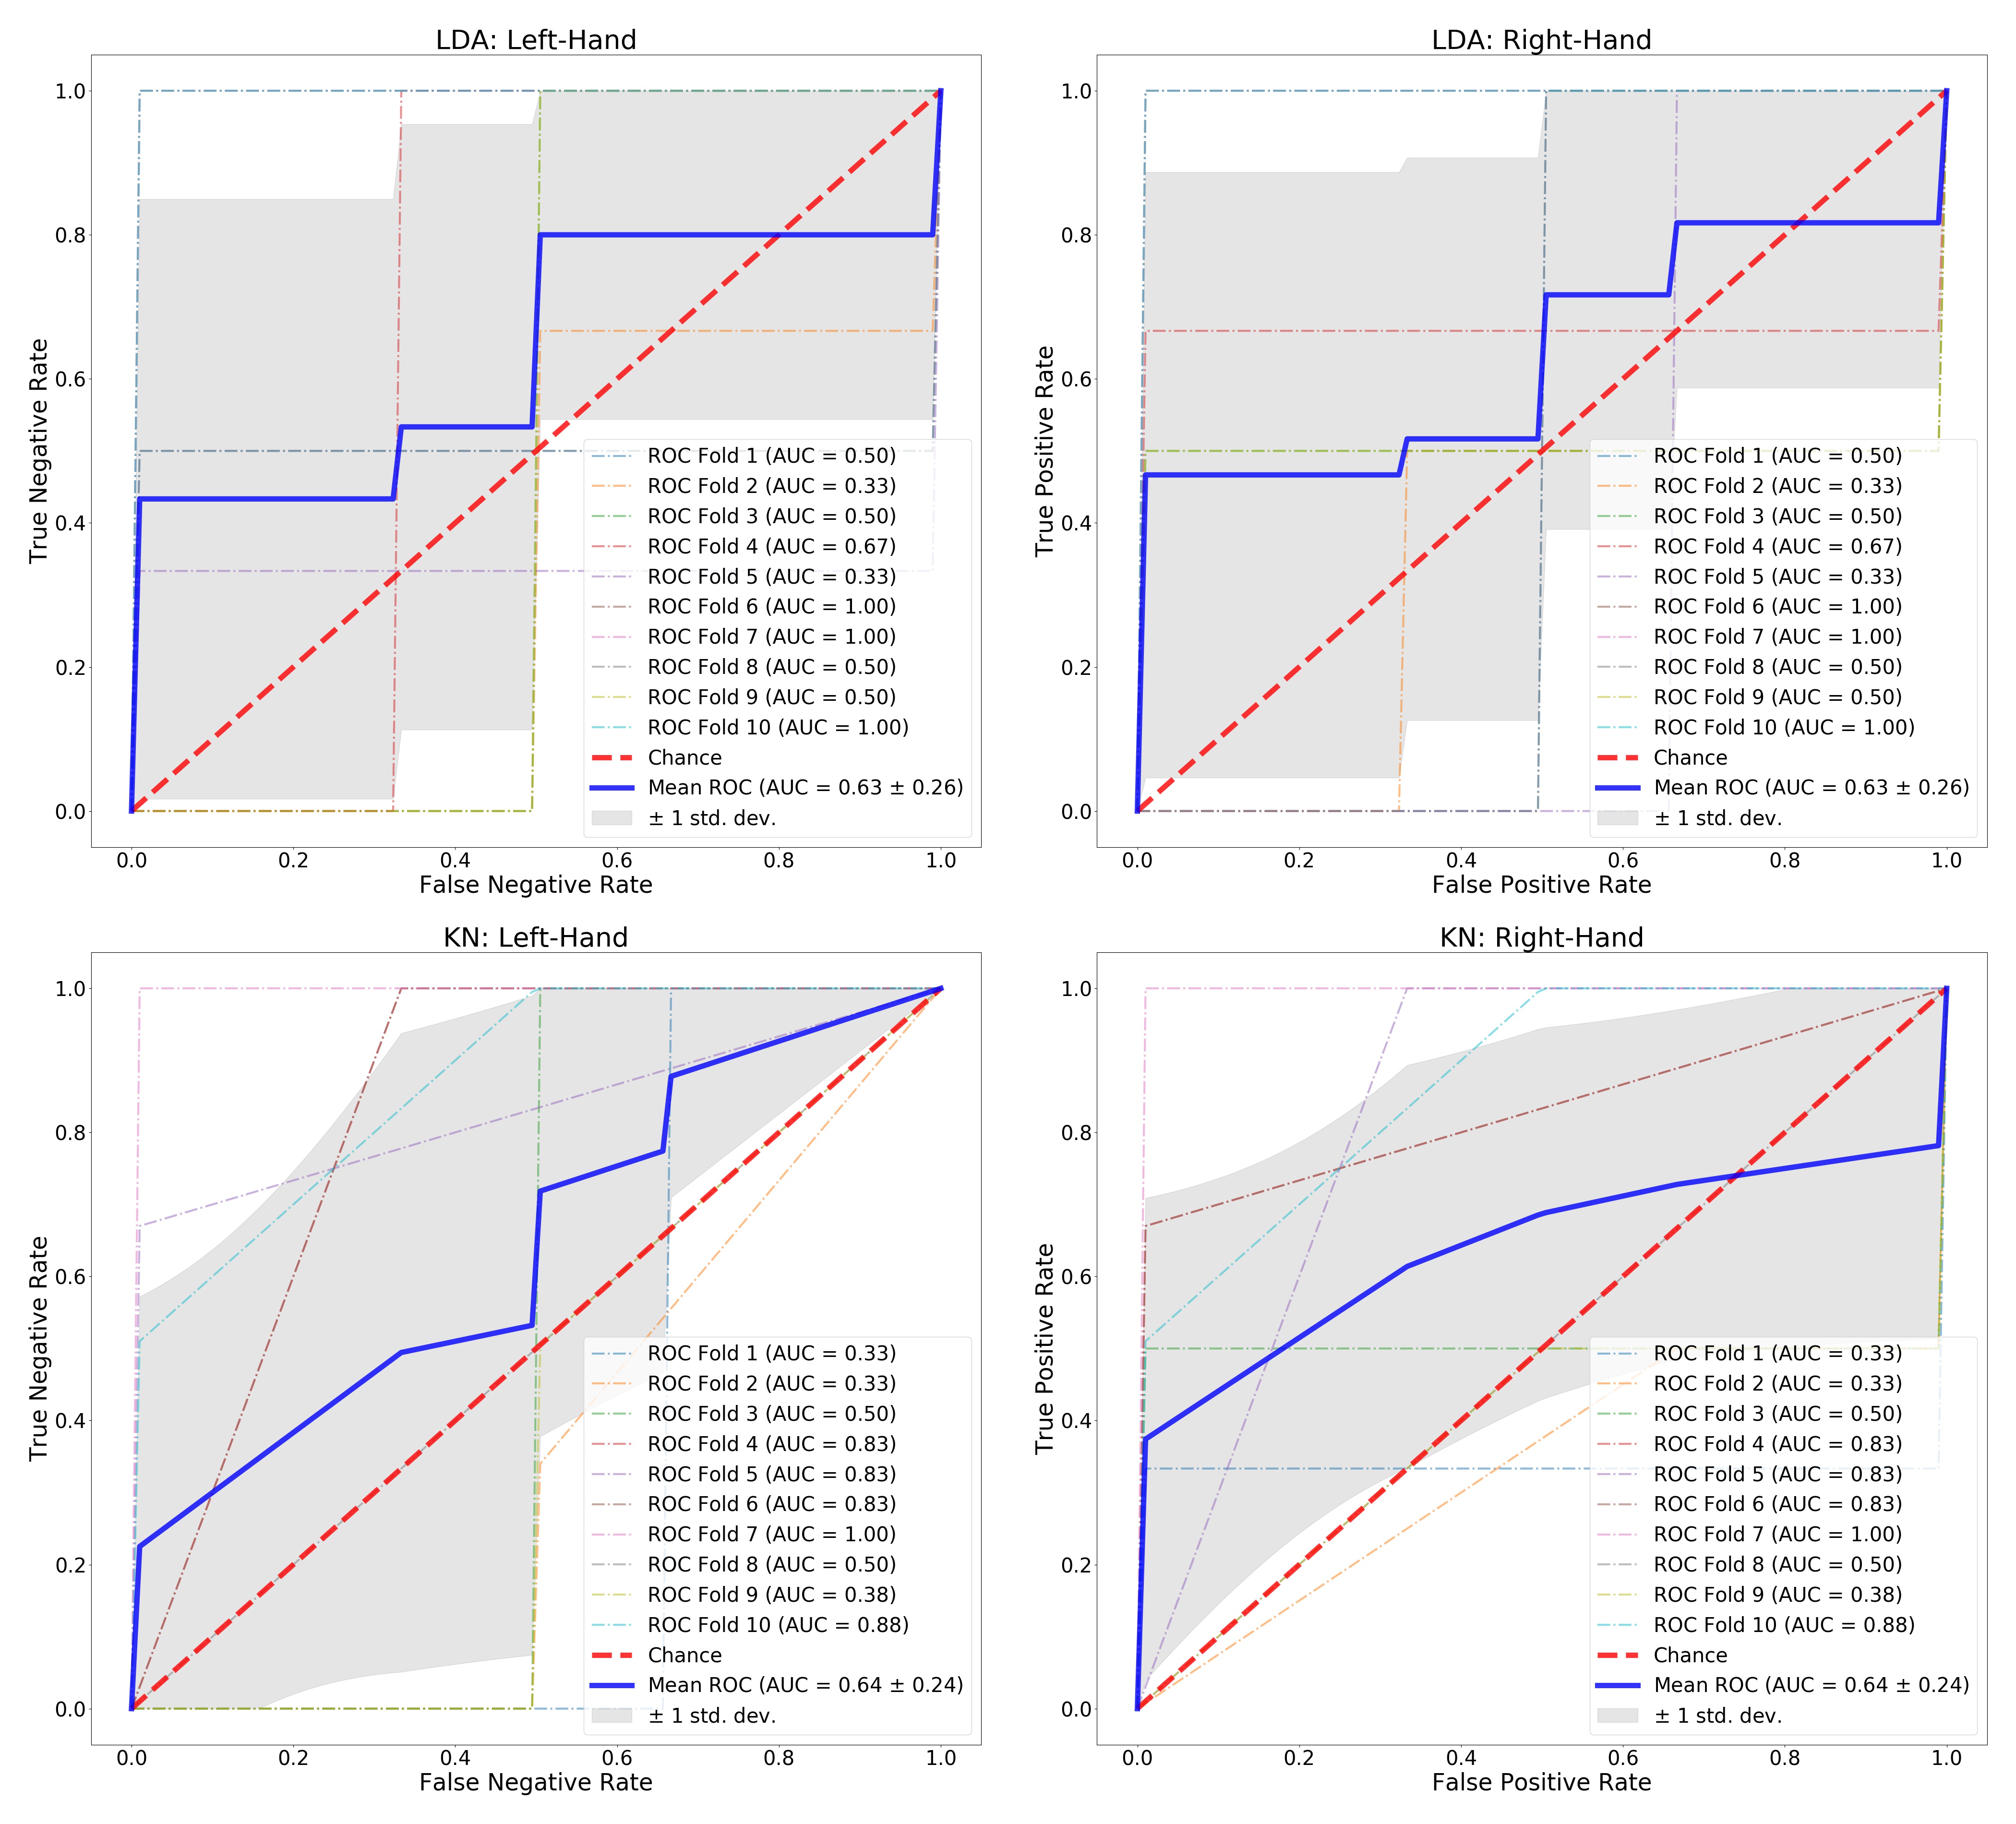 LDA: Left-Hand
True Negative Rate
1.0
0.8
0.6
0.4
0.2
0.0
ROC Fold 1 (AUC = 0.50)
ROC Fold 2 (AUC = 0.33)
ROC Fold 3 (AUC = 0.50)
ROC Fold 4 (AUC = 0.67)
ROC Fold 5 (AUC = 0.33)
ROC Fold 6 (AUC = 1.00)
ROC Fold 7 (AUC = 1.00)
ROC Fold 8 (AUC = 0.50)
ROC Fold 9 (AUC = 0.50)
ROC Fold 10 (AUC = 1.00)
Chance
Mean ROC (AUC = 0.63 ± 0.26)
± 1 std. dev.
0.0 0.2 0.4 0.6 0.8 1.0
False Negative Rate
LDA: Right-Hand
True Positive Rate
1.0
0.8
0.6
0.4
0.2
0.0
ROC Fold 1 (AUC = 0.50)
ROC Fold 2 (AUC = 0.33)
ROC Fold 3 (AUC = 0.50)
ROC Fold 4 (AUC = 0.67)
ROC Fold 5 (AUC = 0.33)
ROC Fold 6 (AUC = 1.00)
ROC Fold 7 (AUC = 1.00)
ROC Fold 8 (AUC = 0.50)
ROC Fold 9 (AUC = 0.50)
ROC Fold 10 (AUC = 1.00)
Chance
Mean ROC (AUC = 0.63 ± 0.26)
± 1 std. dev.
0.0 0.2 0.4 0.6 0.8 1.0
False Positive Rate
KN: Left-Hand
True Negative Rate
1.0
0.8
0.6
0.4
0.2
0.0
ROC Fold 1 (AUC = 0.33)
ROC Fold 2 (AUC = 0.33)
ROC Fold 3 (AUC = 0.50)
ROC Fold 4 (AUC = 0.83)
ROC Fold 5 (AUC = 0.83)
ROC Fold 6 (AUC = 0.83)
ROC Fold 7 (AUC = 1.00)
ROC Fold 8 (AUC = 0.50)
ROC Fold 9 (AUC = 0.38)
ROC Fold 10 (AUC = 0.88)
Chance
Mean ROC (AUC = 0.64 ± 0.24)
± 1 std. dev.
0.0 0.2 0.4 0.6 0.8 1.0
False Negative Rate
KN: Right-Hand
True Positive Rate
1.0
0.8
0.6
0.4
0.2
0.0
ROC Fold 1 (AUC = 0.33)
ROC Fold 2 (AUC = 0.33)
ROC Fold 3 (AUC = 0.50)
ROC Fold 4 (AUC = 0.83)
ROC Fold 5 (AUC = 0.83)
ROC Fold 6 (AUC = 0.83)
ROC Fold 7 (AUC = 1.00)
ROC Fold 8 (AUC = 0.50)
ROC Fold 9 (AUC = 0.38)
ROC Fold 10 (AUC = 0.88)
Chance
Mean ROC (AUC = 0.64 ± 0.24)
± 1 std. dev.
0.0 0.2 0.4 0.6 0.8 1.0
False Positive Rate